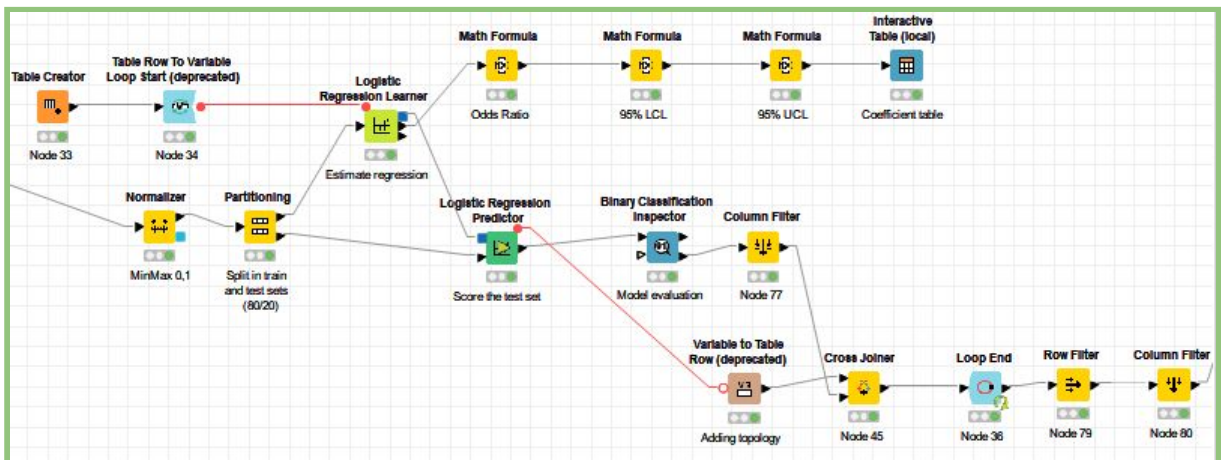 Interactive
Table (local)
Math Formula
Math Formula
Math Formula
Table Row To Variable
Loop Start (deprecated)
Table Creator
Logistic
Regression Learner
Odds Ratio
95% LCL
95% UCL
Coefficient table
Node 33
Node 34
Estimate regression
Normalizer
Partitioning
Logistic Regression
Predictor
Binary Classification
Inspector
Column Filter
MinMax 0,1
Split in train
and test sets
(80/20)
Score the test set
Model evaluation
Node 77
Variable to Table
Row (deprecated)
Cross Joiner
Loop End
Row Filter
Column Filter
Adding topology
Node 45
Node 36
Node 79
Node 80